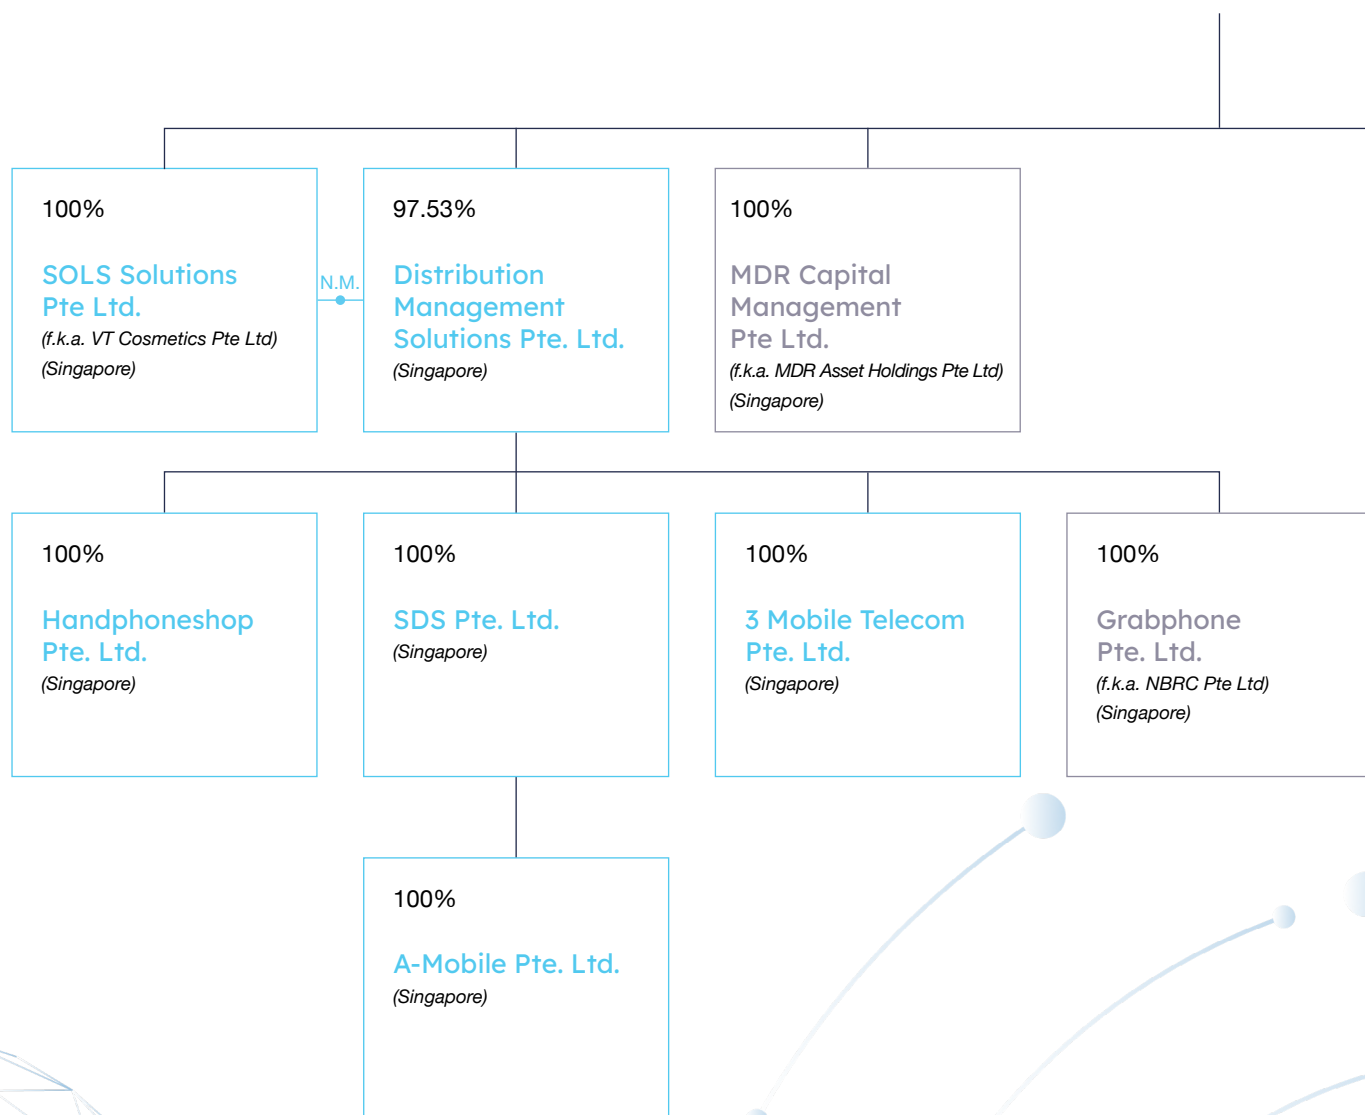 100%
SOLS Solutions
Pte Ltd.
(f.k.a. VT Cosmetics Pte Ltd)
(Singapore)
N.M.
97.53%
Distribution
Management
Solutions Pte. Ltd.
(Singapore)
100%
MDR Capital
Management
Pte Ltd.
(f.k.a. MDR Asset Holdings Pte Ltd)
(Singapore)
100%
Handphoneshop
Pte. Ltd.
(Singapore)
100%
SDS Pte. Ltd.
(Singapore)
100%
3 Mobile Telecom
Pte. Ltd.
(Singapore)
100%
Grabphone
Pte. Ltd.
(f.k.a. NBRC Pte Ltd)
(Singapore)
100%
A-Mobile Pte. Ltd.
(Singapore)